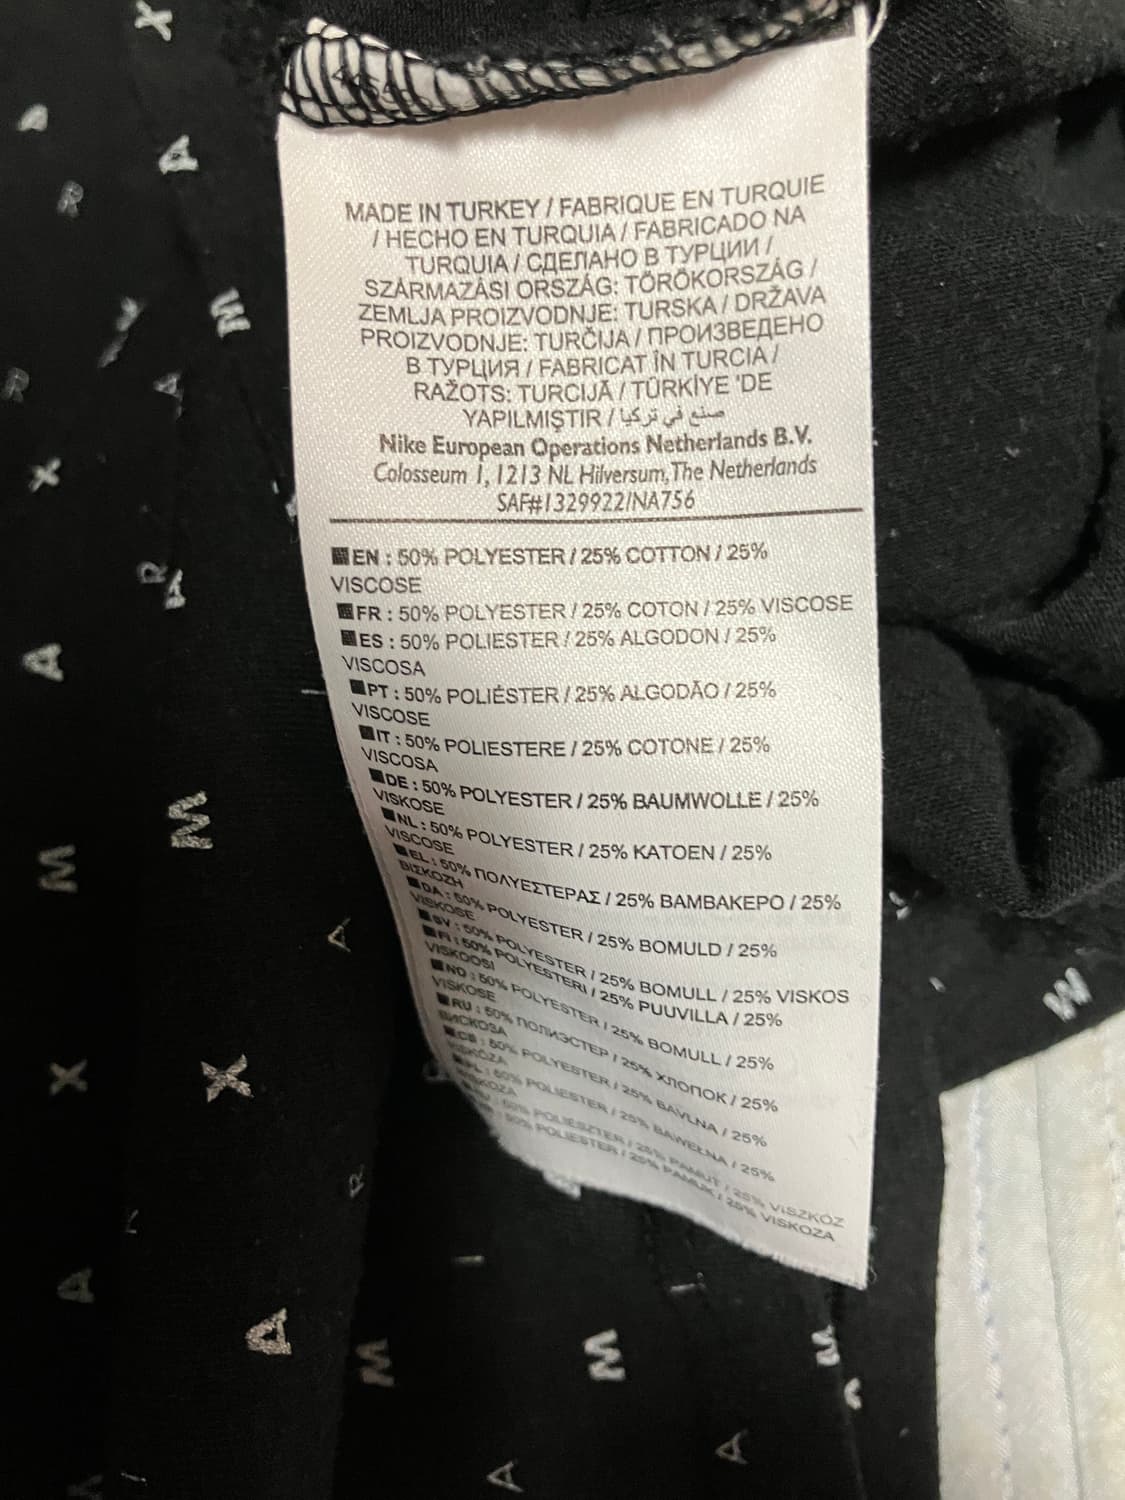 MADE IN TURKEY / FABRIQUE EN TURQUIE
/ HECHO EN TURQUIA / FABRICADO NA
TURQUIA / СДЕЛАНО В ТУРЦИИ /
SZÁRMAZÁSI ORSZÁG: TÖRÖKORSZÁG /
ZEMLJA PROIZVODNJE: TURSKA / DRŽAVA
PROIZVODNJE: TURČIJA / ПРОИЗВЕДЕНО
В ТУРЦИЯ / FABRICAT ÎN TURCIA /
RAŽOTS: TURCIJĀ / TÜRKİYE 'DE
YAPILMIŞTIR / صنع في تركيا
Nike European Operations Netherlands B.V.
Colosseum 1, 1213 NL Hilversum, The Netherlands
SAF#1329922/NA756
EN : 50% POLYESTER / 25% COTTON / 25%
VISCOSE
FR : 50% POLYESTER / 25% COTON / 25% VISCOSE
ES : 50% POLIESTER / 25% ALGODON / 25%
VISCOSA
PT : 50% POLIÉSTER / 25% ALGODÃO / 25%
VISCOSE
IT : 50% POLIESTERE / 25% COTONE / 25%
VISCOSA
DE : 50% POLYESTER / 25% BAUMWOLLE / 25%
VISKOSE
NL : 50% POLYESTER / 25% KATOEN / 25%
VISCOSE
EL : 50% ΠΟΛΥΕΣΤΕΡΑΣ / 25% ΒΑΜΒΑΚΕΡΟ / 25%
ΒΙΣΚΟΖΗ
DA : 50% POLYESTER / 25% BOMULD / 25%
VISKOSE
SV : 50% POLYESTER / 25% BOMULL / 25% VISKOS
FI : 50% POLYESTERI / 25% PUUVILLA / 25%
VISKOOSI
NO : 50% POLYESTER / 25% BOMULL / 25%
VISKOSE
RU : 50% ПОЛИЭСТЕР / 25% ХЛОПОК / 25%
ВИСКОЗА
CS : 50% POLYESTER / 25% BAVLNA / 25%
VISKÓZA
PL : 50% POLIESTER / 25% BAWEŁNA / 25%
WISKOZA
HU : 50% POLIÉSZTER / 25% PAMUT / 25% VISZKÓZ
50% POLIESTER / 25% PAMUK / 25% VISKOZA